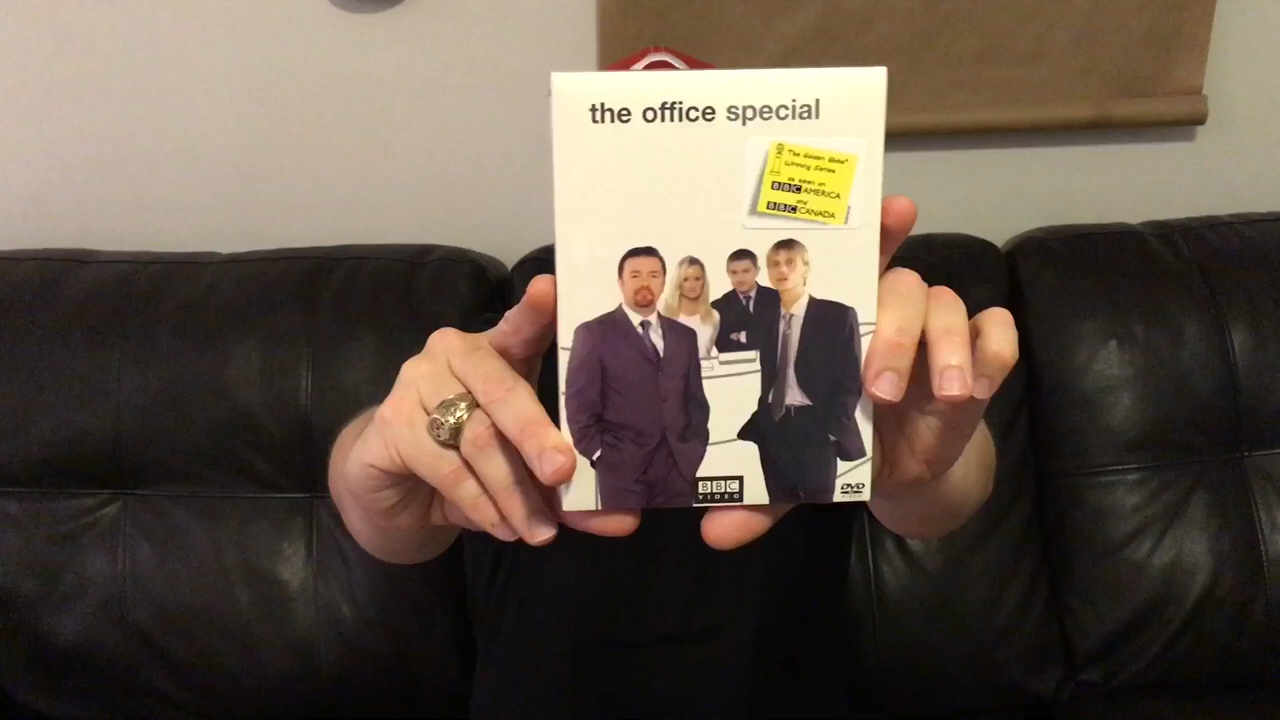 the office special
The Golden Globe®
Winning Series
as seen on
BBC AMERICA
and
BBC CANADA
BBC
VIDEO
DVD
VIDEO